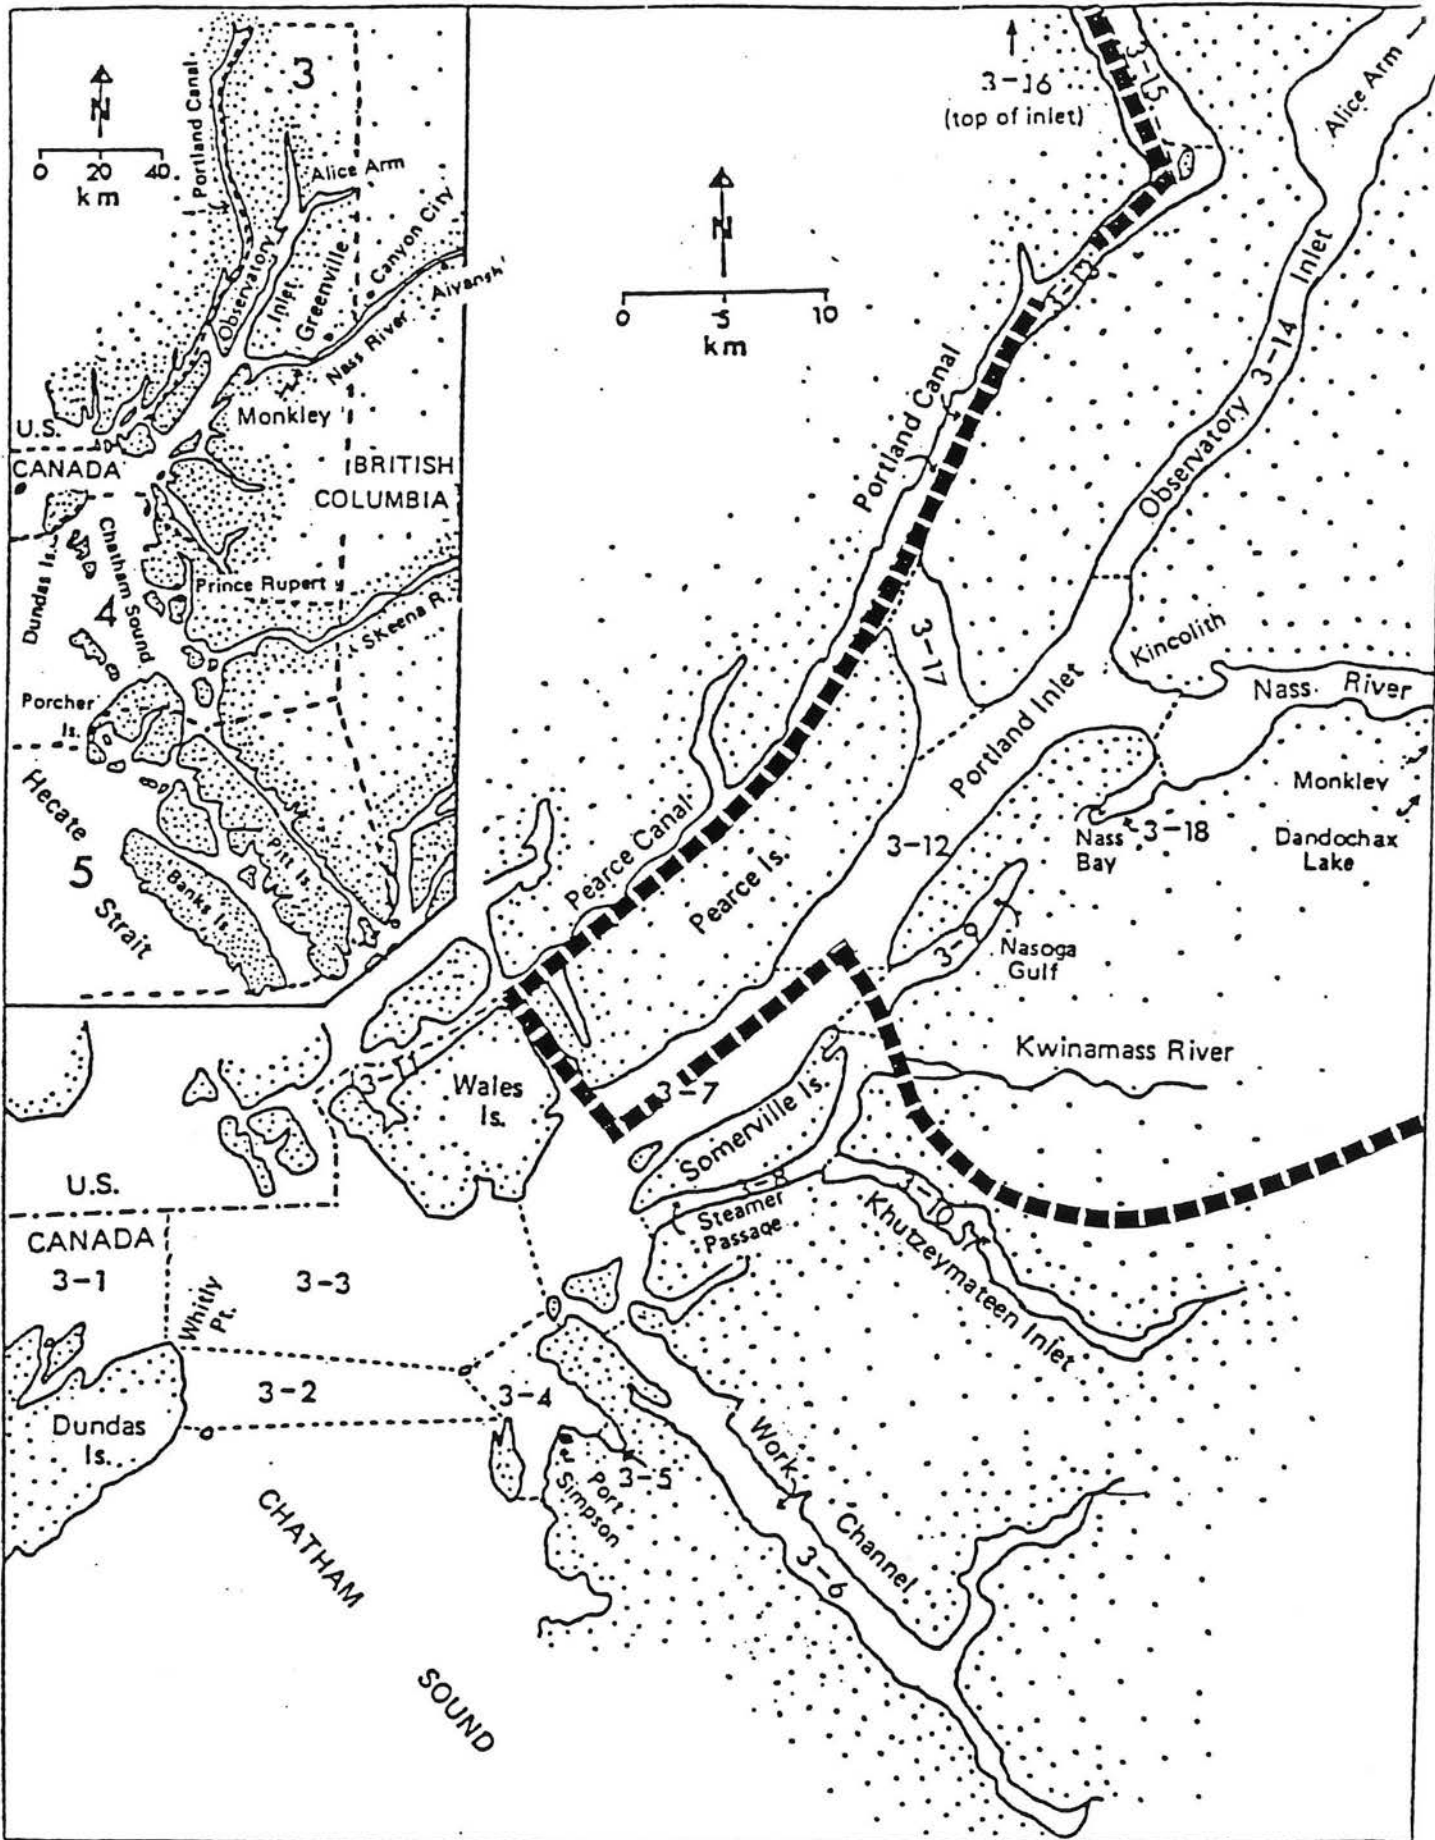 3
N
0 20 40
km
Portland Canal
Alice Arm
Observatory
Inlet
Greenville
Canyon City
Aiyansh
Nass River
Monkley
U.S.
CANADA
BRITISH
COLUMBIA
Dundas Is.
Chatham Sound
4
Prince Rupert
Skeena R.
Porcher
Is.
Hecate
5
Strait
Pitt Is.
Banks Is.
3-16
(top of inlet)
3-15
Alice Arm
N
0 5 10
km
3-13
Inlet
3-14
Observatory
Portland Canal
3-17
Kincolith
Nass River
Portland Inlet
Monkley
Nass
Bay
3-18
Dandochax
Lake
3-12
Pearce Canal
Pearce Is.
3-9
Nasoga
Gulf
Kwinamass River
3-11
Wales
Is.
3-7
Somerville Is.
3-8
Steamer
Passage
3-10
Khutzeymateen Inlet
U.S.
CANADA
3-1
Whitly
Pt.
3-3
3-2
3-4
Dundas
Is.
3-5
Port
Simpson
Work
Channel
3-6
CHATHAM
SOUND